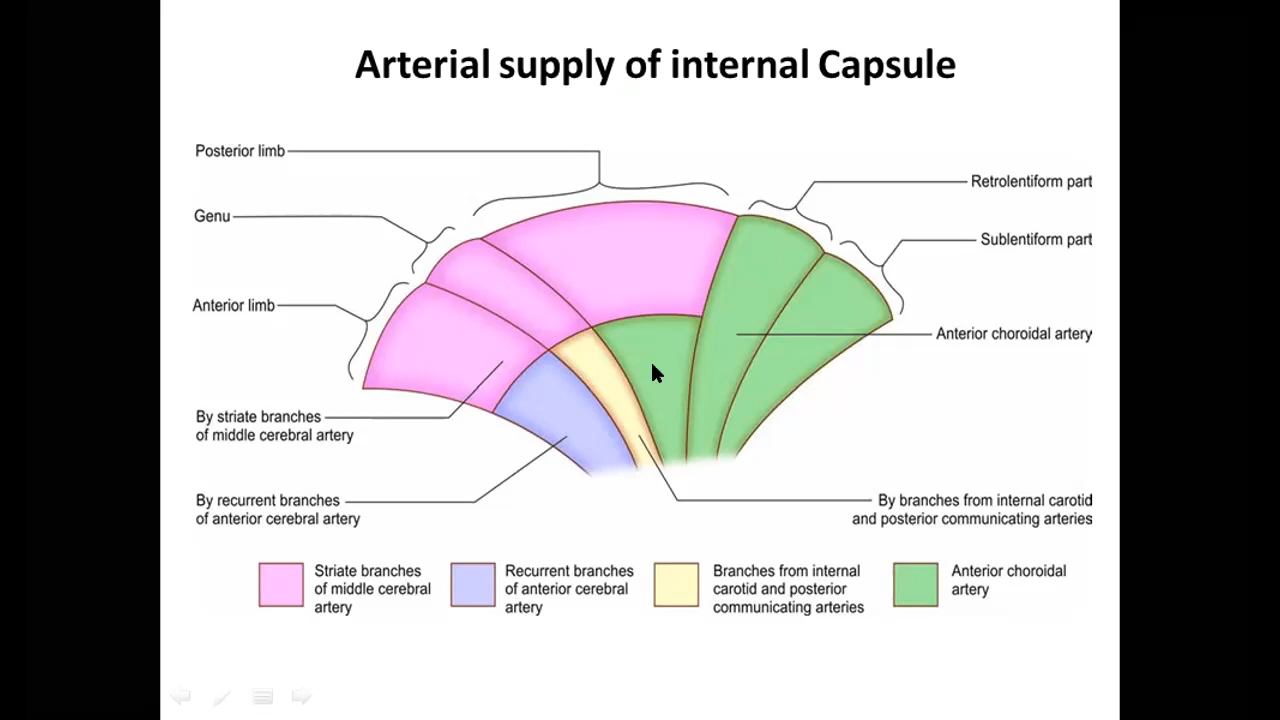 Arterial supply of internal Capsule
Posterior limb
Retrolentiform part
Genu
Sublentiform part
Anterior limb
Anterior choroidal artery
By striate branches
of middle cerebral artery
By recurrent branches
of anterior cerebral artery
By branches from internal carotid
and posterior communicating arteries
Striate branches
of middle cerebral
artery
Recurrent branches
of anterior cerebral
artery
Branches from internal
carotid and posterior
communicating arteries
Anterior choroidal
artery